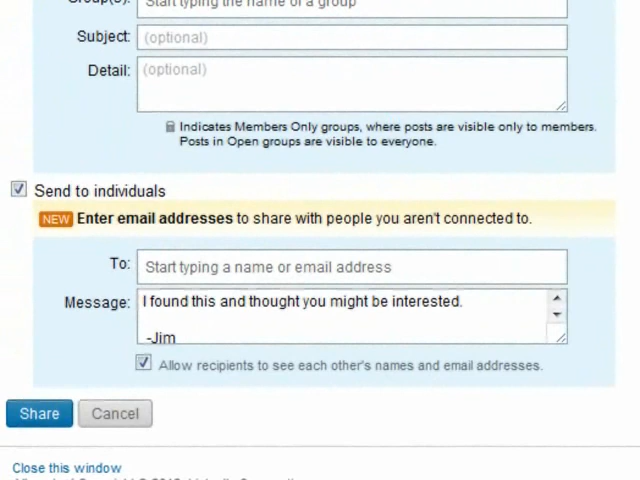 Group(s): Start typing the name of a group
Subject: (optional)
Detail: (optional)
Indicates Members Only groups, where posts are visible only to members.
Posts in Open groups are visible to everyone.
Send to individuals
NEW Enter email addresses to share with people you aren't connected to.
To: Start typing a name or email address
Message: I found this and thought you might be interested.
-Jim
Allow recipients to see each other's names and email addresses.
Share Cancel
Close this window